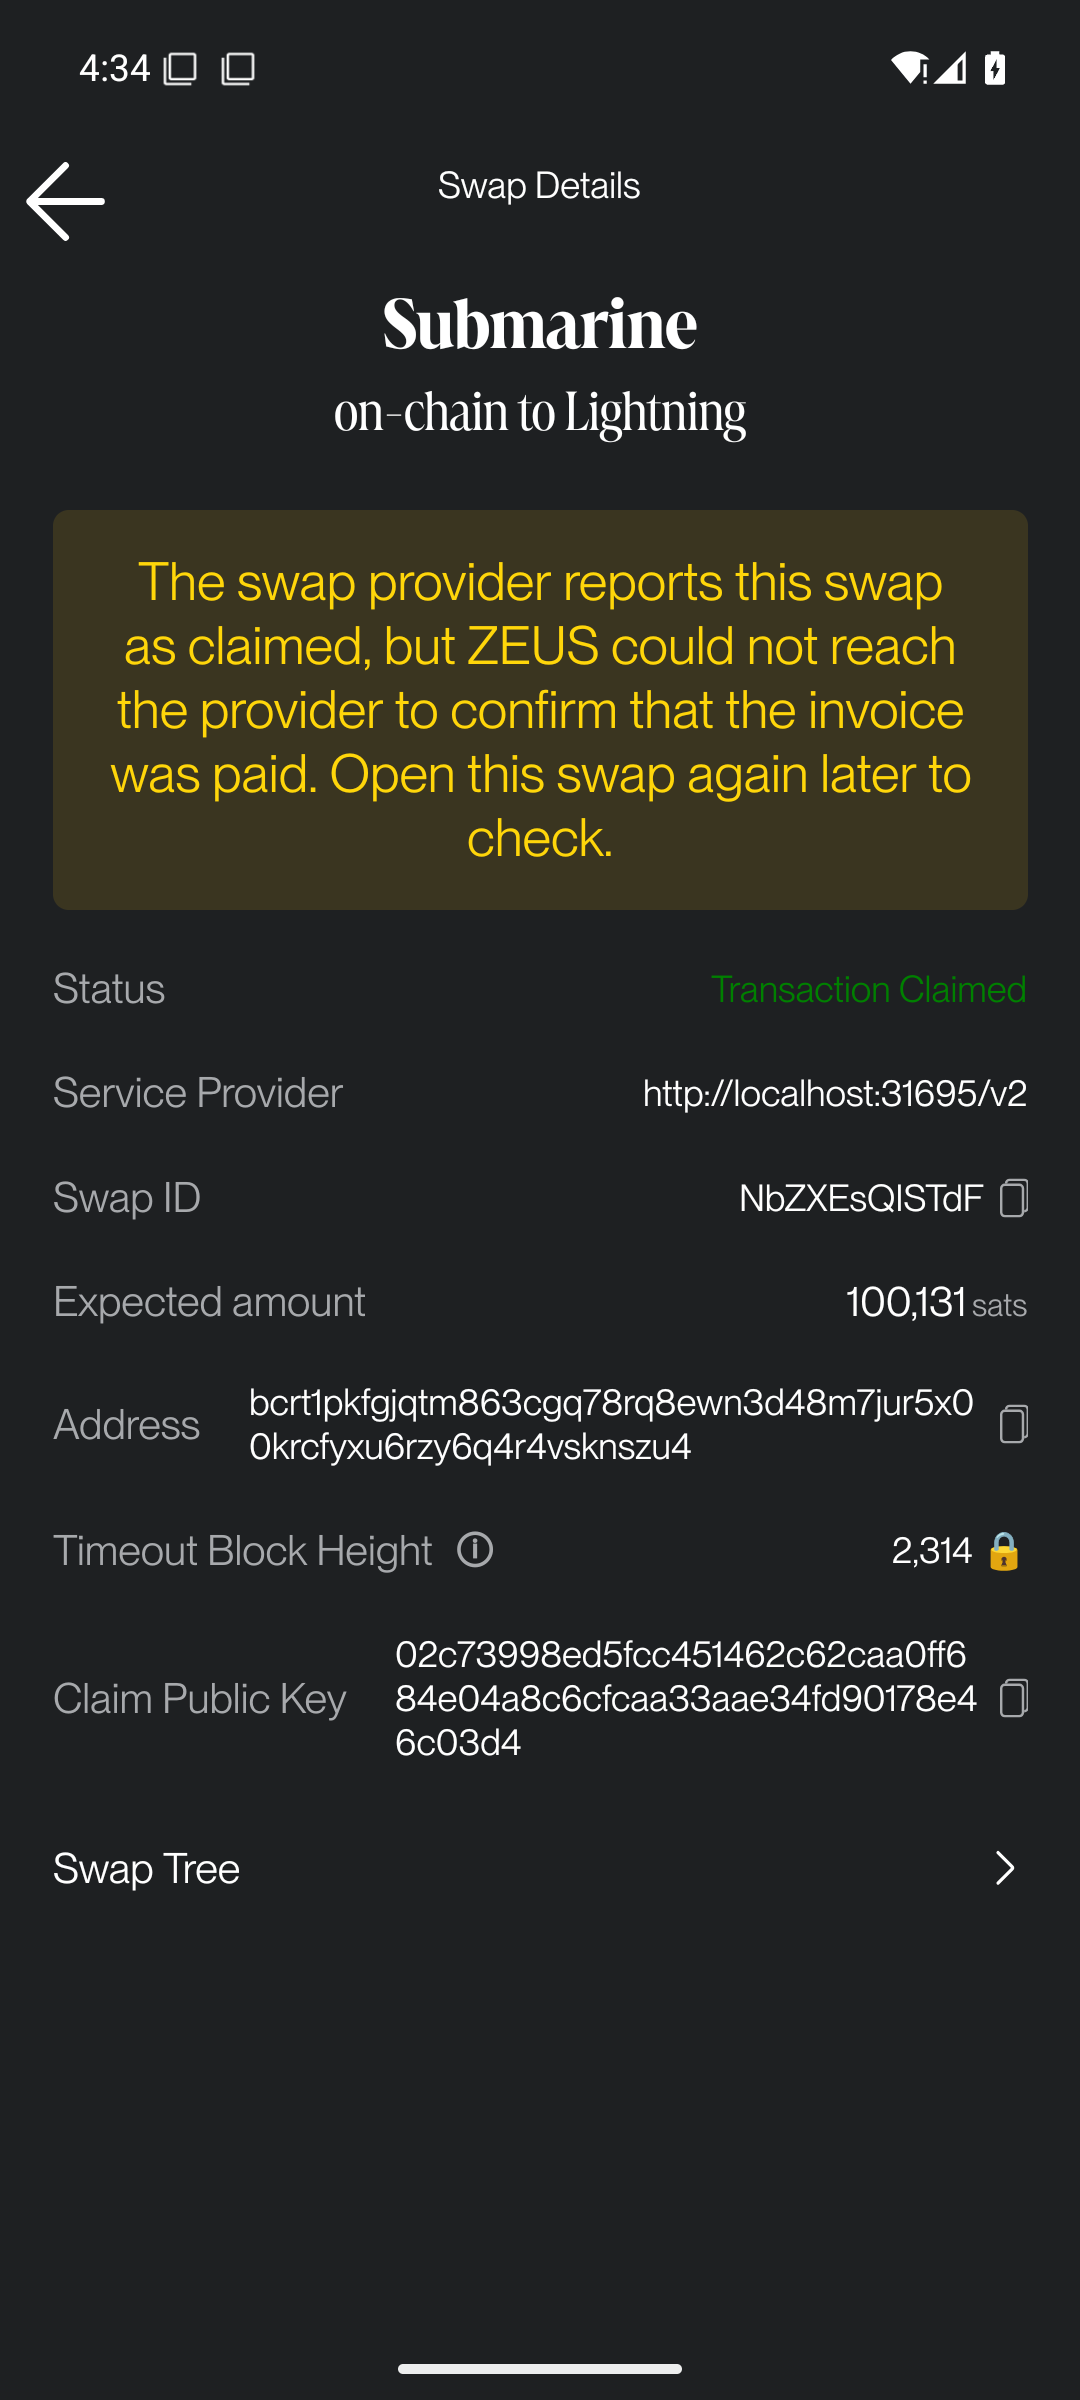 4:34
Swap Details
Submarine
on-chain to Lightning
The swap provider reports this swap
as claimed, but ZEUS could not reach
the provider to confirm that the invoice
was paid. Open this swap again later to
check.
Status Transaction Claimed
Service Provider http://localhost:31695/v2
Swap ID NbZXEsQISTdF
Expected amount 100,131 sats
Address bcrt1pkfgjqtm863cgq78rq8ewn3d48m7jur5x0
0krcfyxu6rzy6q4r4vsknszu4
Timeout Block Height 2,314
Claim Public Key 02c73998ed5fcc451462c62caa0ff6
84e04a8c6cfcaa33aae34fd90178e4
6c03d4
Swap Tree